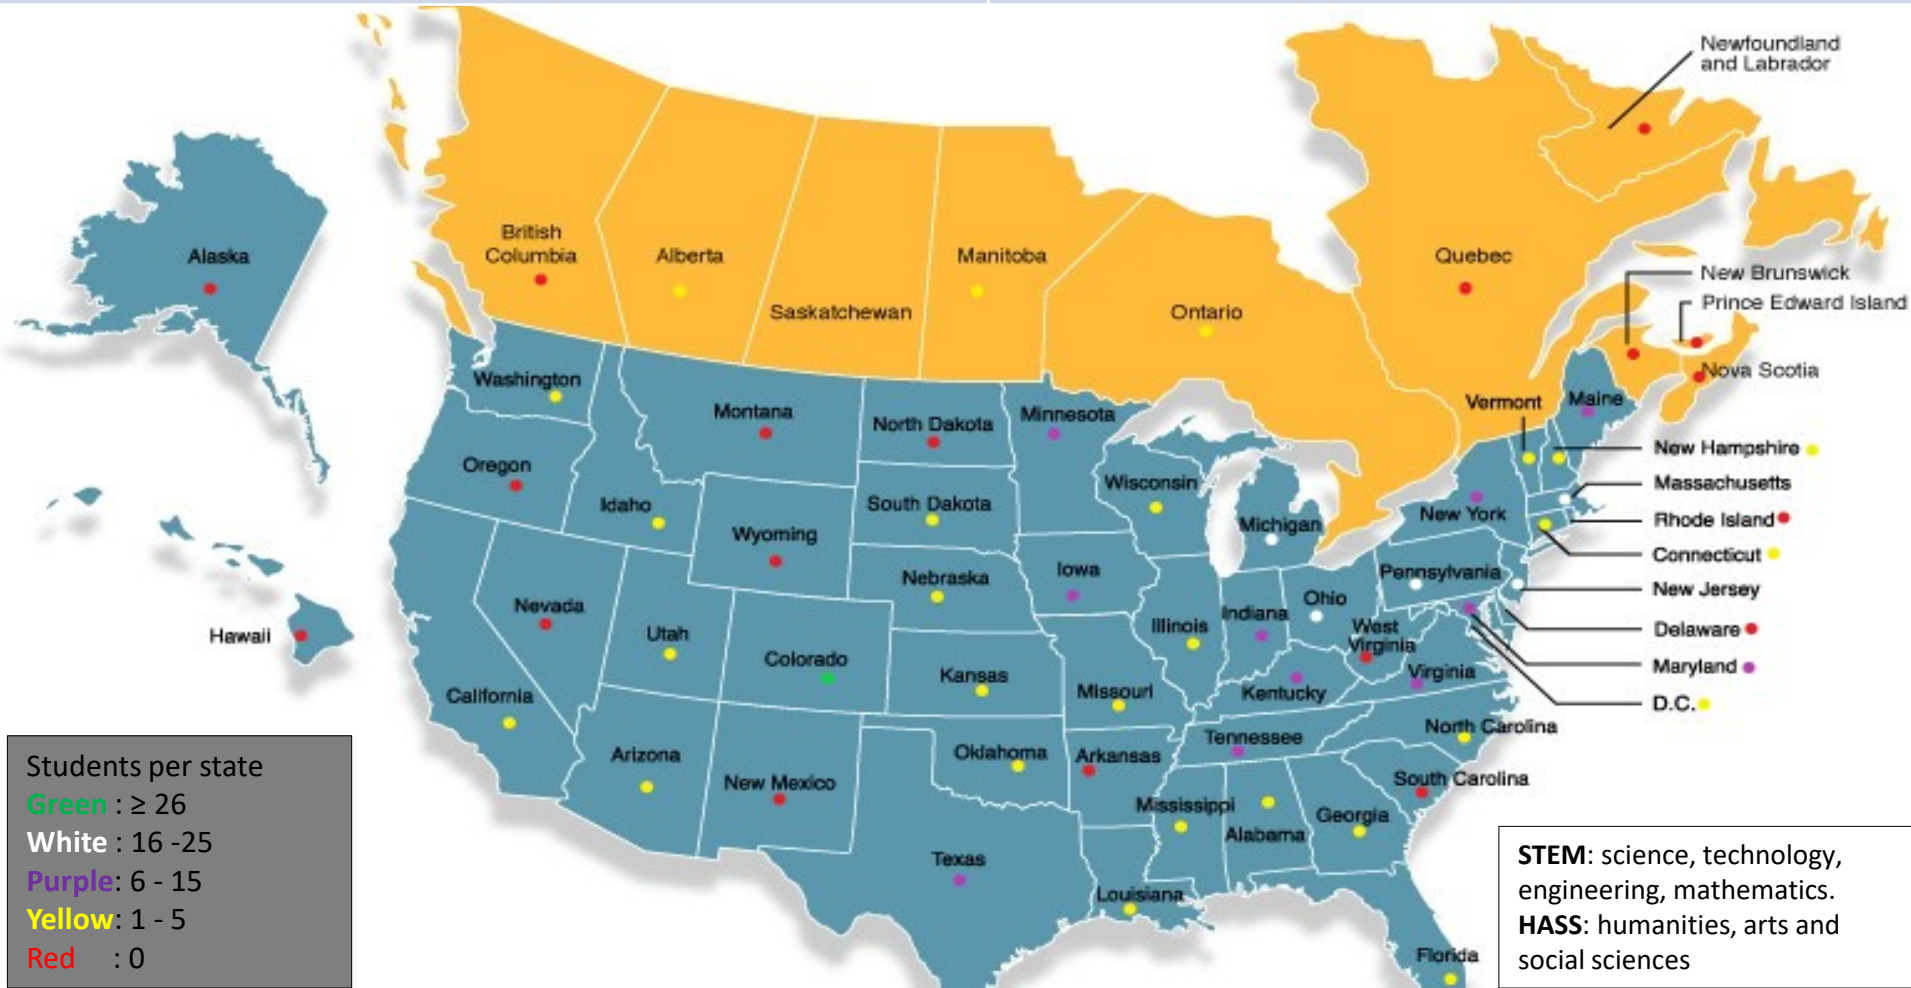 Newfoundland
and Labrador
British
Columbia
Alberta
Saskatchewan
Manitoba
Ontario
Quebec
New Brunswick
Prince Edward Island
Nova Scotia
Alaska
Hawaii
Washington
Oregon
Idaho
Montana
North Dakota
Minnesota
Wisconsin
South Dakota
Wyoming
Michigan
Vermont
Maine
New Hampshire
Massachusetts
New York
Rhode Island
Connecticut
Pennsylvania
New Jersey
Nevada
Utah
Colorado
Nebraska
Iowa
Illinois
Indiana
Ohio
West
Virginia
Delaware
Maryland
Virginia
D.C.
California
Kansas
Missouri
Kentucky
North Carolina
Arizona
New Mexico
Oklahoma
Arkansas
Tennessee
South Carolina
Mississippi
Alabama
Georgia
Texas
Louisiana
Florida
Students per state
Green : ≥ 26
White : 16 -25
Purple: 6 - 15
Yellow: 1 - 5
Red : 0
STEM: science, technology,
engineering, mathematics.
HASS: humanities, arts and
social sciences